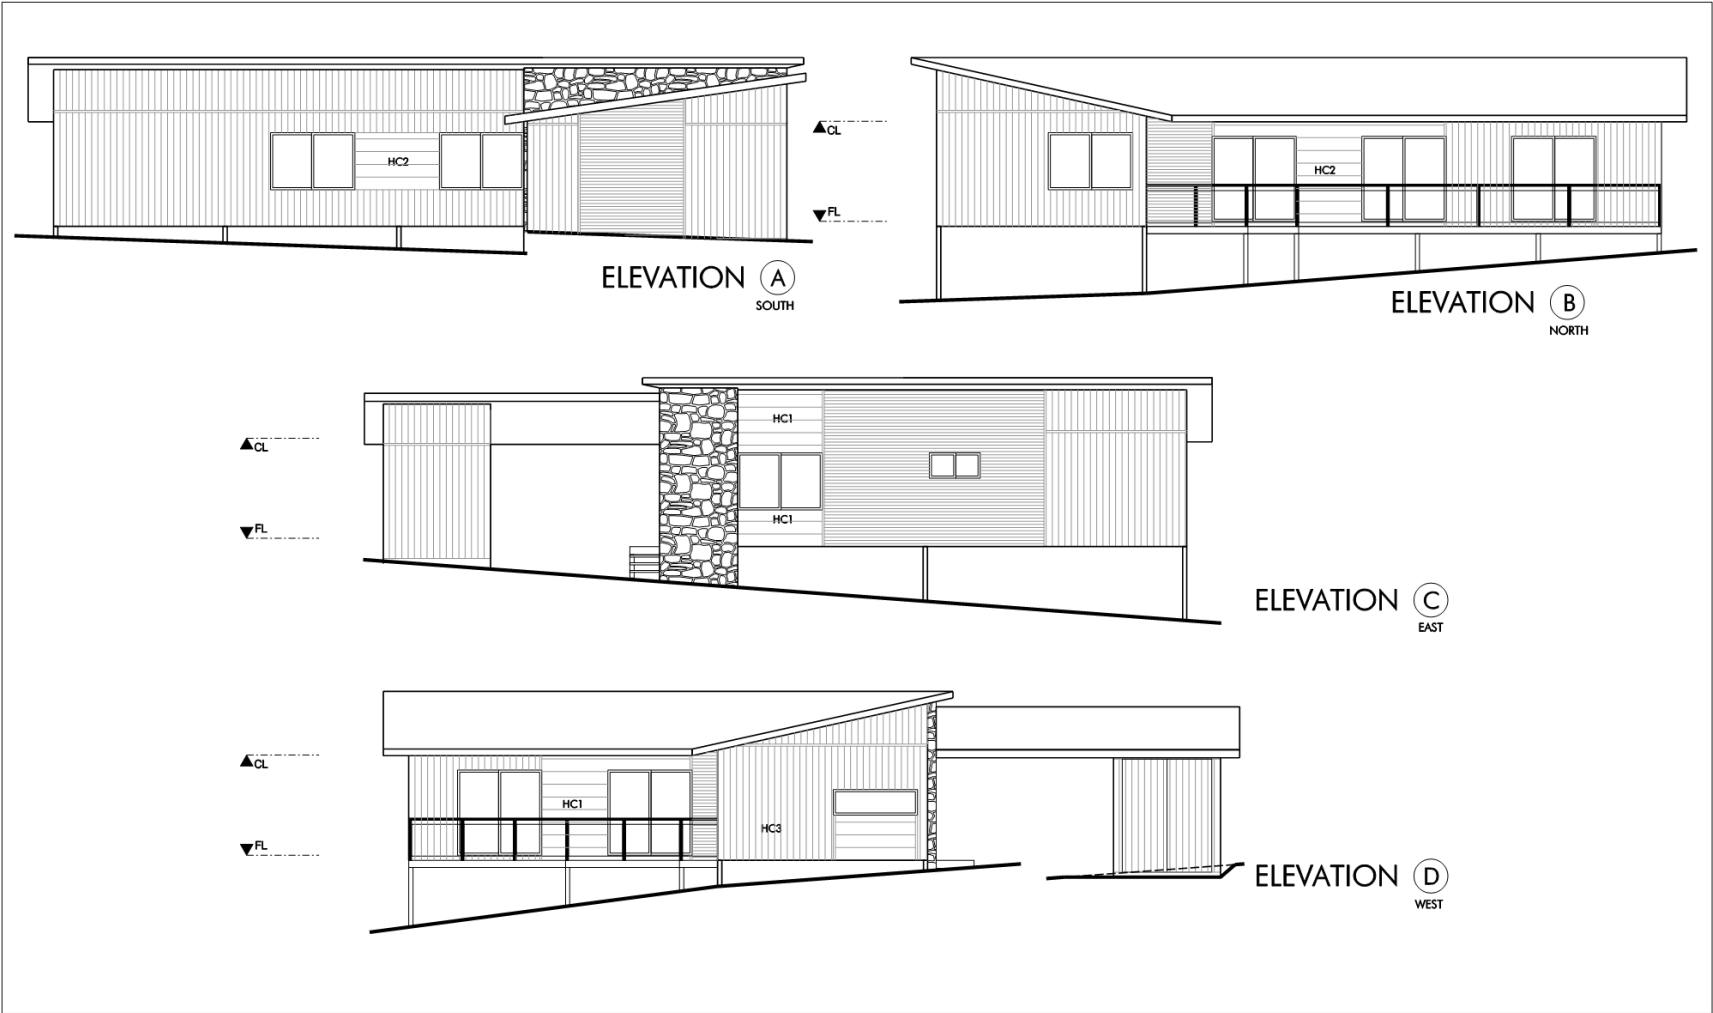 HC2
CL
FL
ELEVATION A
SOUTH
HC2
ELEVATION B
NORTH
CL
FL
HC1
HC1
ELEVATION C
EAST
CL
FL
HC1
HC3
ELEVATION D
WEST